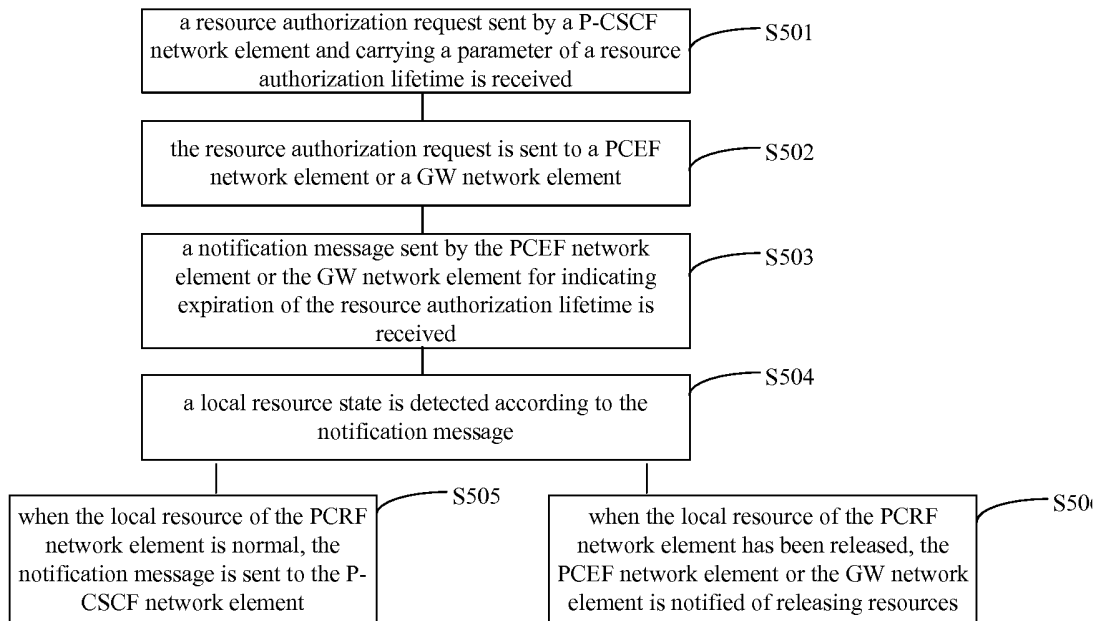 a resource authorization request sent by a P-CSCF
network element and carrying a parameter of a resource
authorization lifetime is received
S501
the resource authorization request is sent to a PCEF
network element or a GW network element
S502
a notification message sent by the PCEF network
element or the GW network element for indicating
expiration of the resource authorization lifetime is
received
S503
a local resource state is detected according to the
notification message
S504
when the local resource of the PCRF
network element is normal, the
notification message is sent to the P-
CSCF network element
S505
when the local resource of the PCRF
network element has been released, the
PCEF network element or the GW network
element is notified of releasing resources